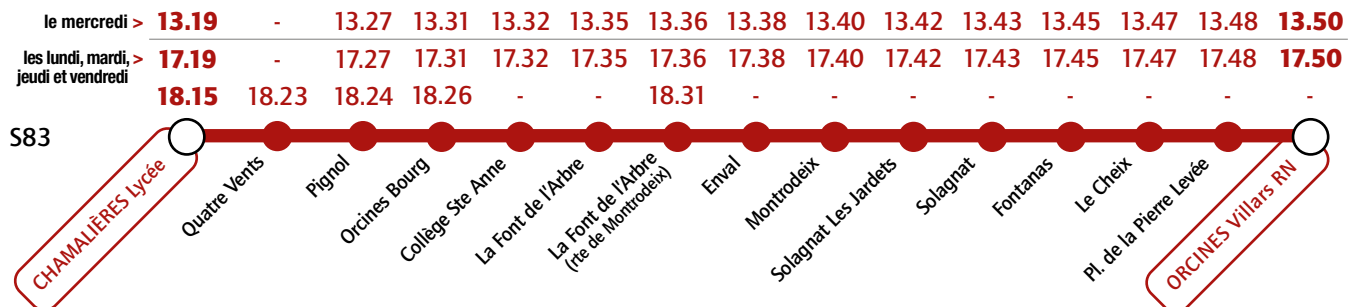 le mercredi > 13.19 - 13.27 13.31 13.32 13.35 13.36 13.38 13.40 13.42 13.43 13.45 13.47 13.48 13.50
les lundi, mardi, > 17.19 - 17.27 17.31 17.32 17.35 17.36 17.38 17.40 17.42 17.43 17.45 17.47 17.48 17.50
jeudi et vendredi
18.15 18.23 18.24 18.26 - - 18.31 - - - - - - - -
S83
CHAMALIÈRES Lycée
Quatre Vents
Pignol
Orcines Bourg
Collège Ste Anne
La Font de l'Arbre
La Font de l'Arbre
(rte de Montrodeix)
Enval
Montrodeix
Solagnat Les Jardets
Solagnat
Fontanas
Le Cheix
Pl. de la Pierre Levée
ORCINES Villars RN